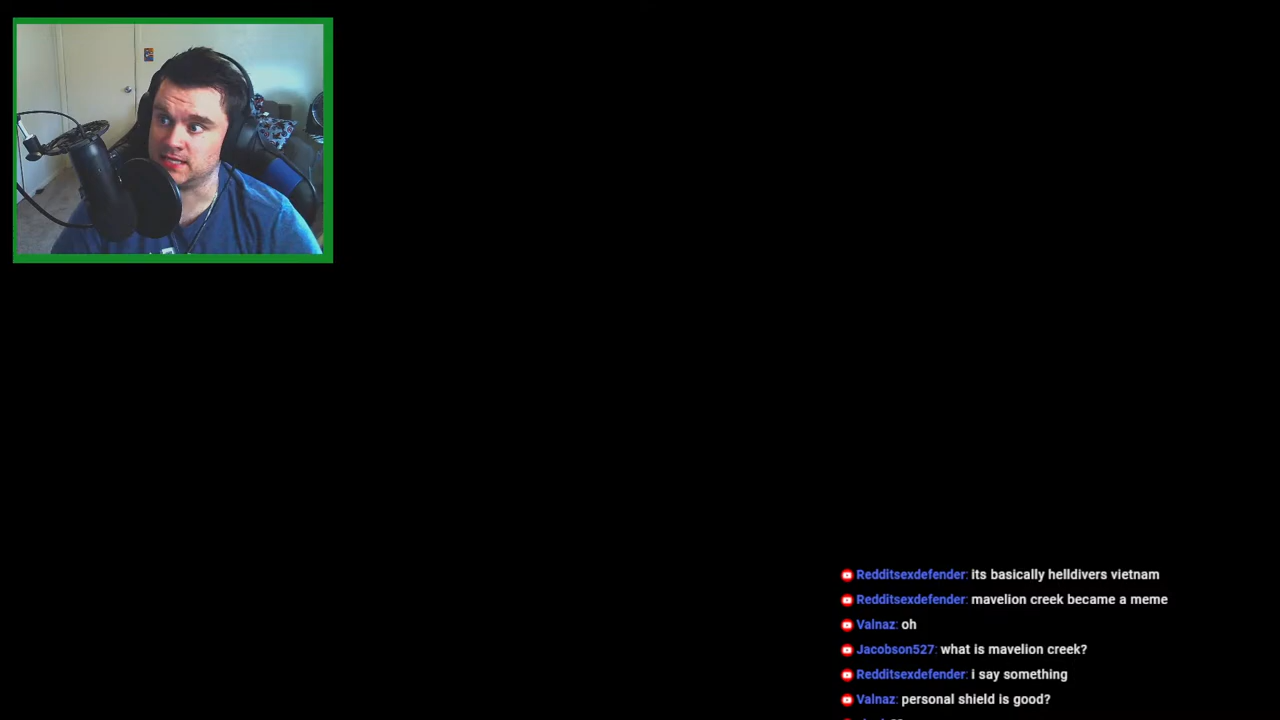 Redditsexdefender: its basically helldivers vietnam
Redditsexdefender: mavelion creek became a meme
Valnaz: oh
Jacobson527: what is mavelion creek?
Redditsexdefender: i say something
Valnaz: personal shield is good?